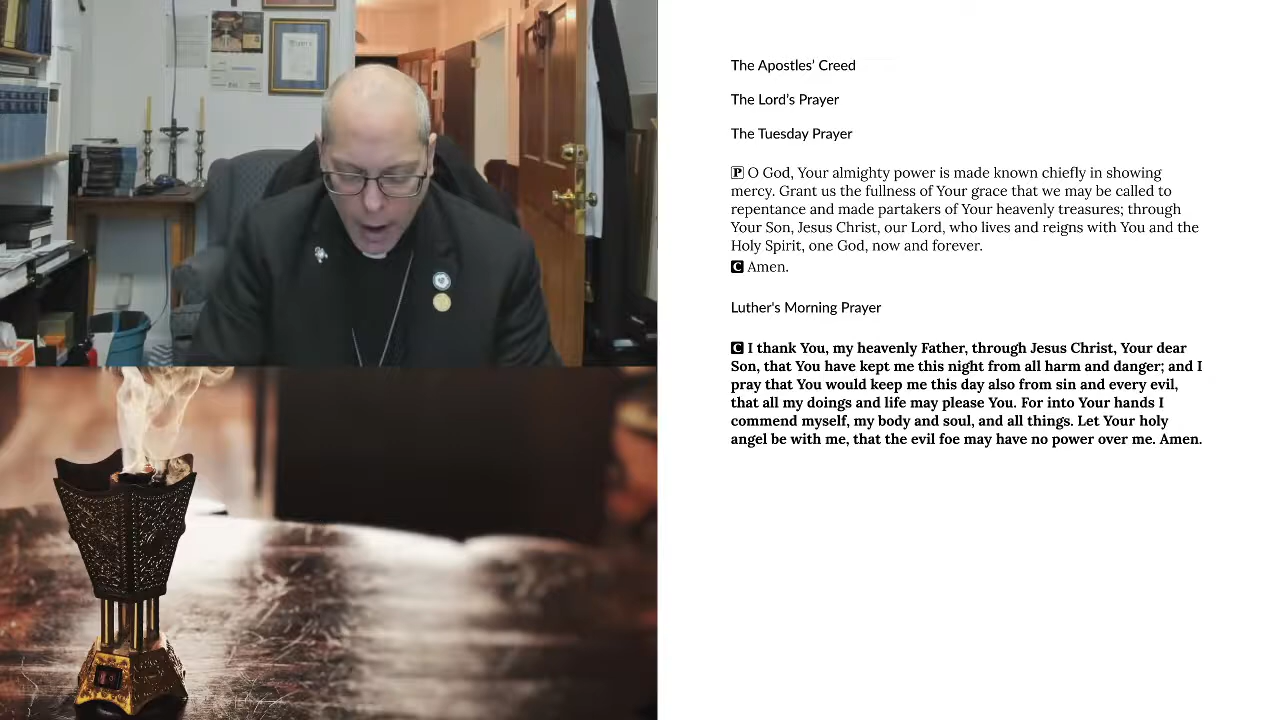 The Apostles’ Creed
The Lord’s Prayer
The Tuesday Prayer
P O God, Your almighty power is made known chiefly in showing
mercy. Grant us the fullness of Your grace that we may be called to
repentance and made partakers of Your heavenly treasures; through
Your Son, Jesus Christ, our Lord, who lives and reigns with You and the
Holy Spirit, one God, now and forever.
C Amen.
Luther's Morning Prayer
C I thank You, my heavenly Father, through Jesus Christ, Your dear
Son, that You have kept me this night from all harm and danger; and I
pray that You would keep me this day also from sin and every evil,
that all my doings and life may please You. For into Your hands I
commend myself, my body and soul, and all things. Let Your holy
angel be with me, that the evil foe may have no power over me. Amen.